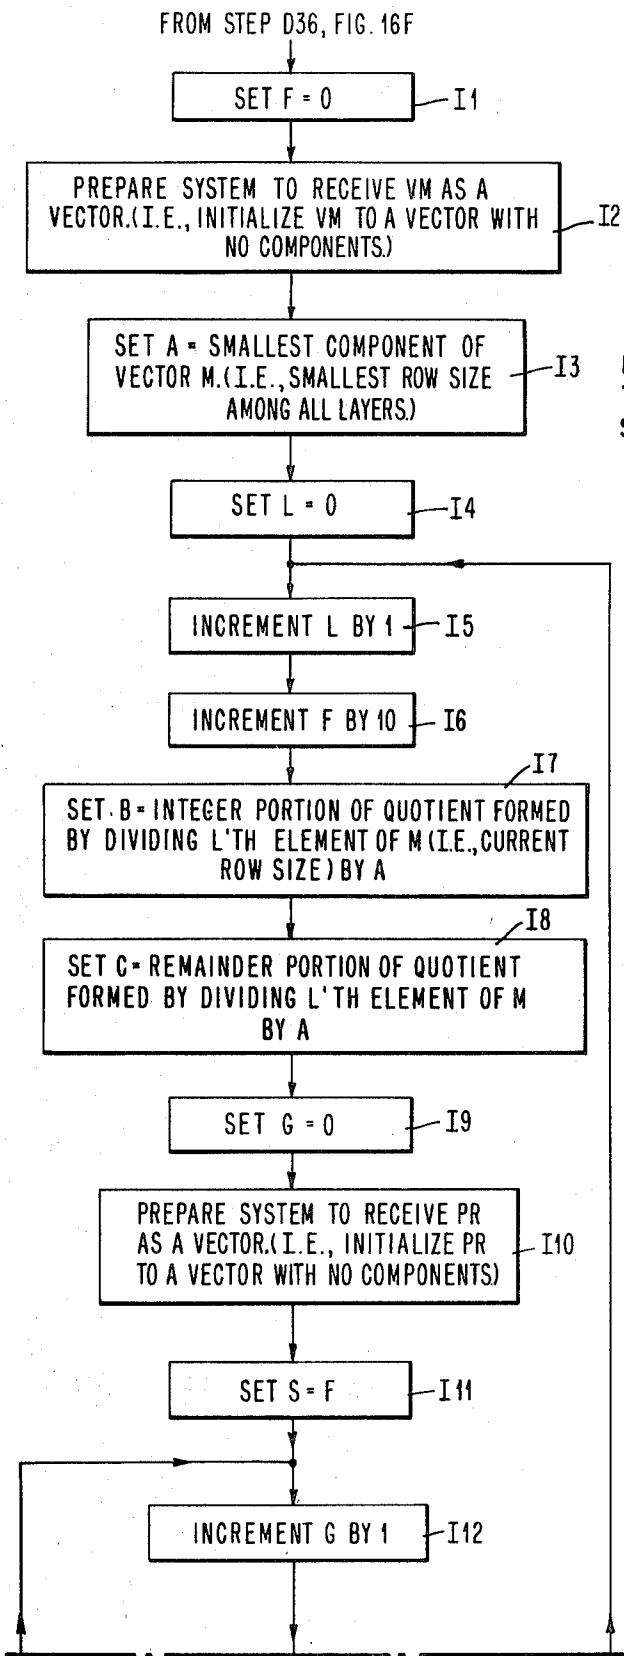 FROM STEP D36, FIG. 16F
SET F = 0
I1
PREPARE SYSTEM TO RECEIVE VM AS A
VECTOR.(I.E., INITIALIZE VM TO A VECTOR WITH
NO COMPONENTS.)
I2
SET A = SMALLEST COMPONENT OF
VECTOR M.(I.E., SMALLEST ROW SIZE
AMONG ALL LAYERS.)
I3
SET L = 0
I4
INCREMENT L BY 1
I5
INCREMENT F BY 10
I6
I7
SET B = INTEGER PORTION OF QUOTIENT FORMED
BY DIVIDING L'TH ELEMENT OF M (I.E., CURRENT
ROW SIZE) BY A
I8
SET C = REMAINDER PORTION OF QUOTIENT
FORMED BY DIVIDING L'TH ELEMENT OF M
BY A
SET G = 0
I9
PREPARE SYSTEM TO RECEIVE PR
AS A VECTOR.(I.E., INITIALIZE PR
TO A VECTOR WITH NO COMPONENTS.)
I10
SET S = F
I11
INCREMENT G BY 1
I12